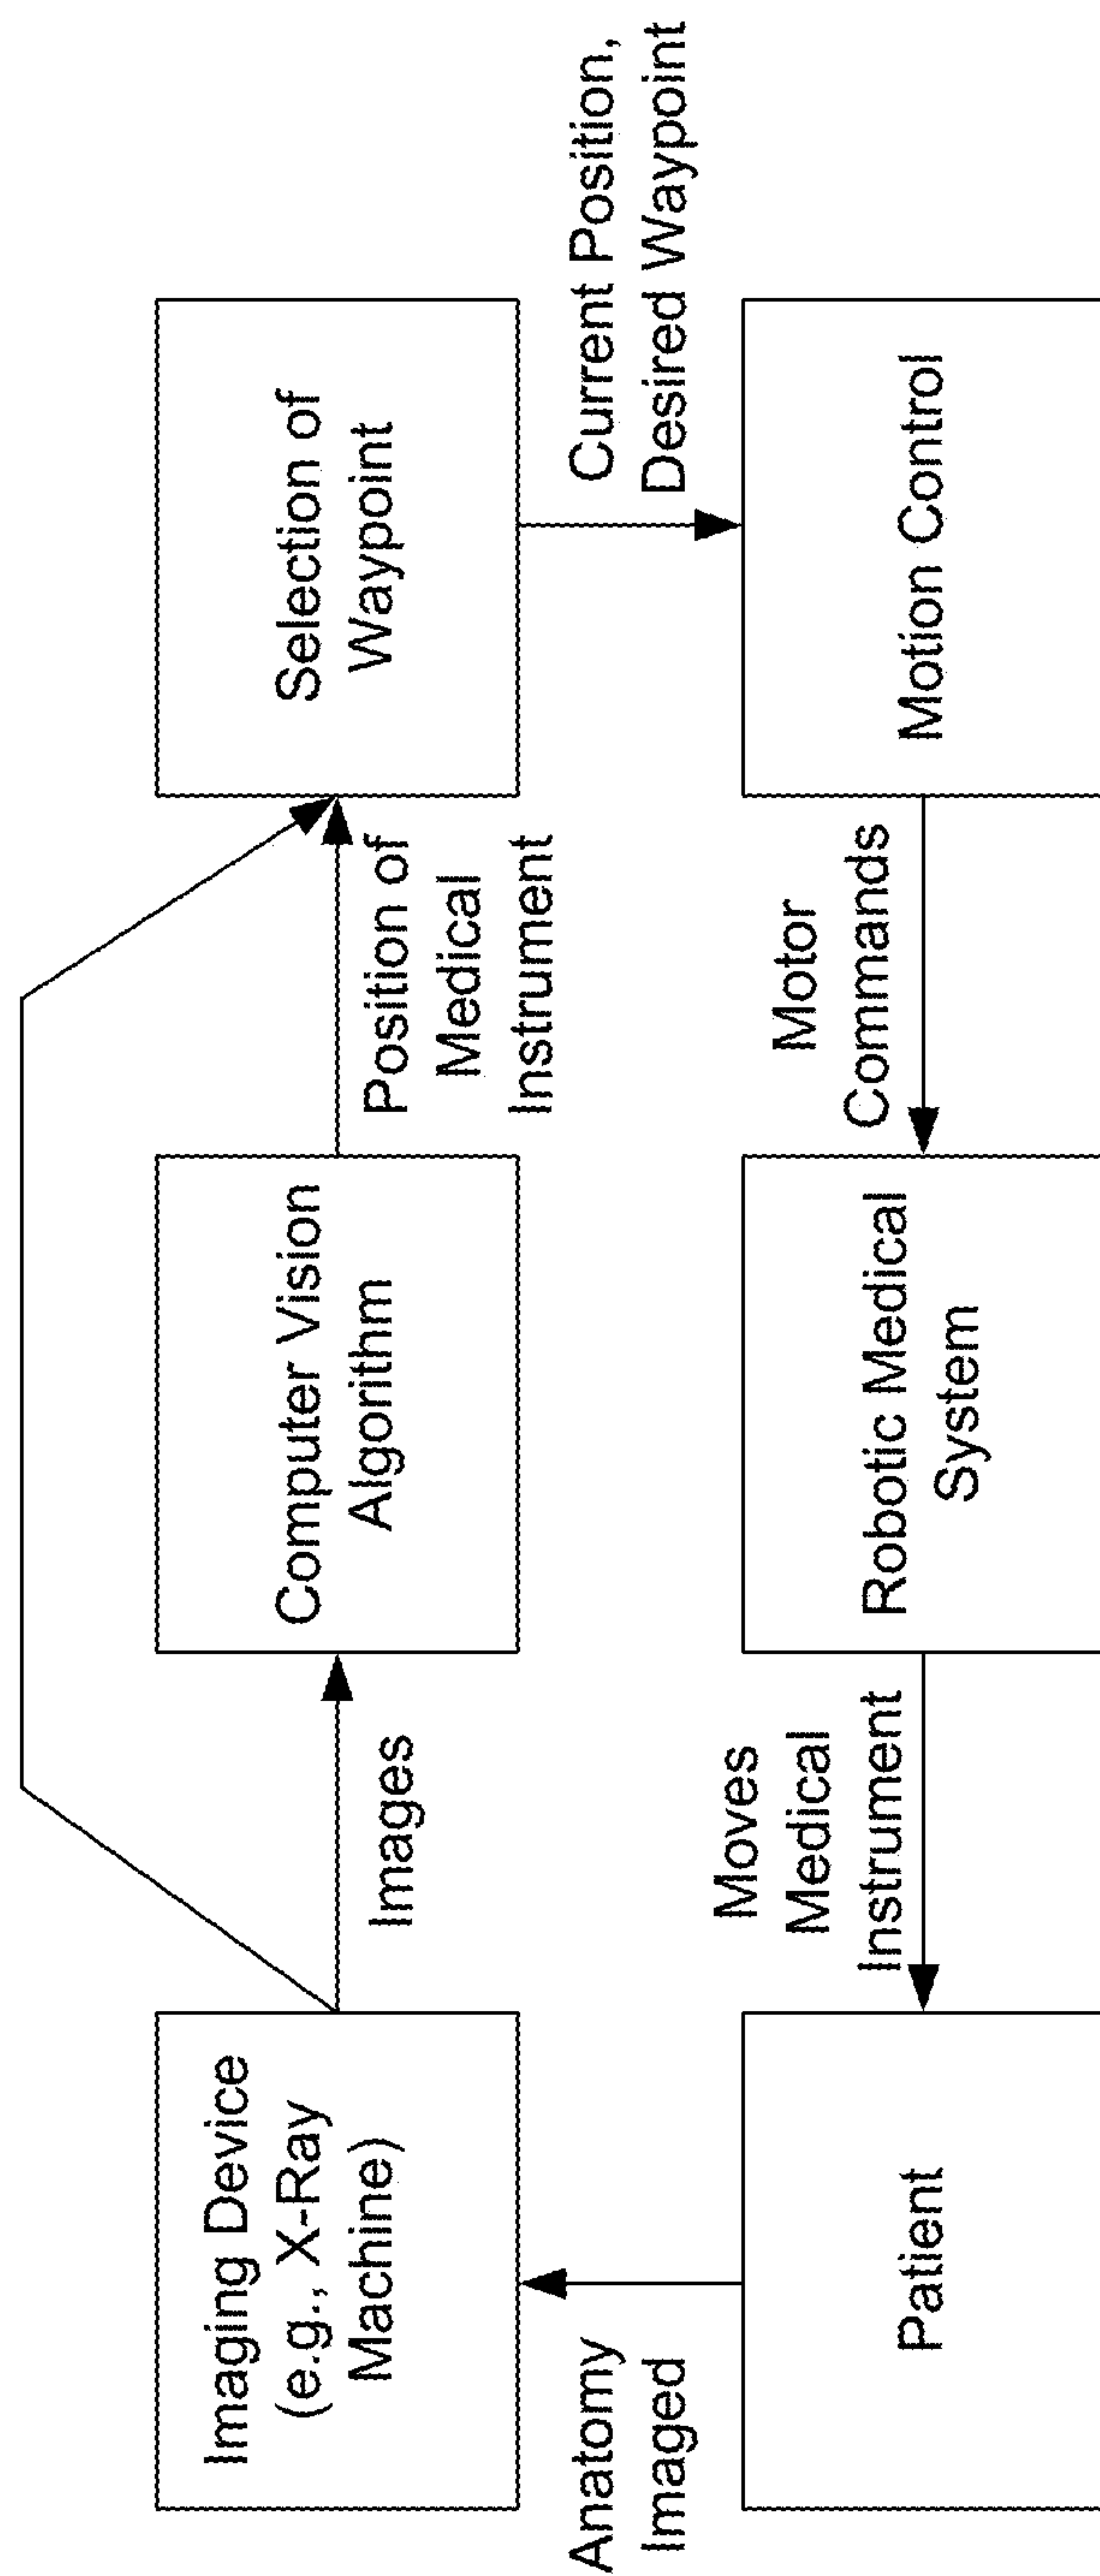 Imaging Device
(e.g., X-Ray
Machine)
Images
Computer Vision
Algorithm
Position of
Medical
Instrument
Selection of
Waypoint
Anatomy
Imaged
Current Position,
Desired Waypoint
Patient
Moves
Medical
Instrument
Robotic Medical
System
Motor
Commands
Motion Control